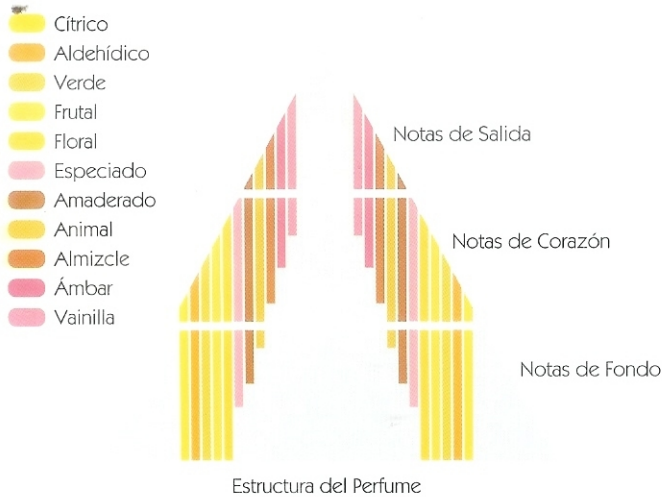 Cítrico
Aldehídico
Verde
Frutal
Floral
Especiado
Amaderado
Animal
Almizcle
Ámbar
Vainilla
Notas de Salida
Notas de Corazón
Notas de Fondo
Estructura del Perfume